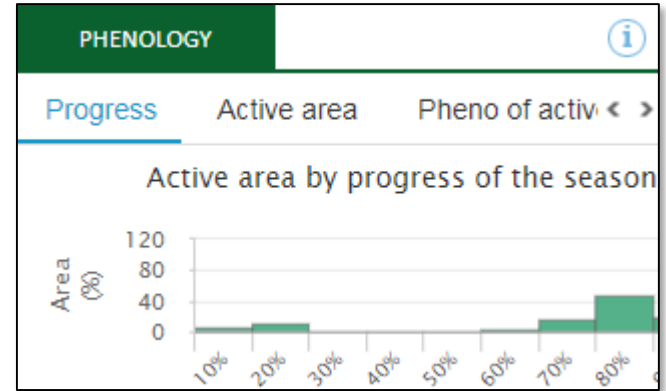 PHENOLOGY
i
Progress Active area Pheno of activ < >
Active area by progress of the season
Area
(%)
120
80
40
0
10% 20% 30% 40% 50% 60% 70% 80%